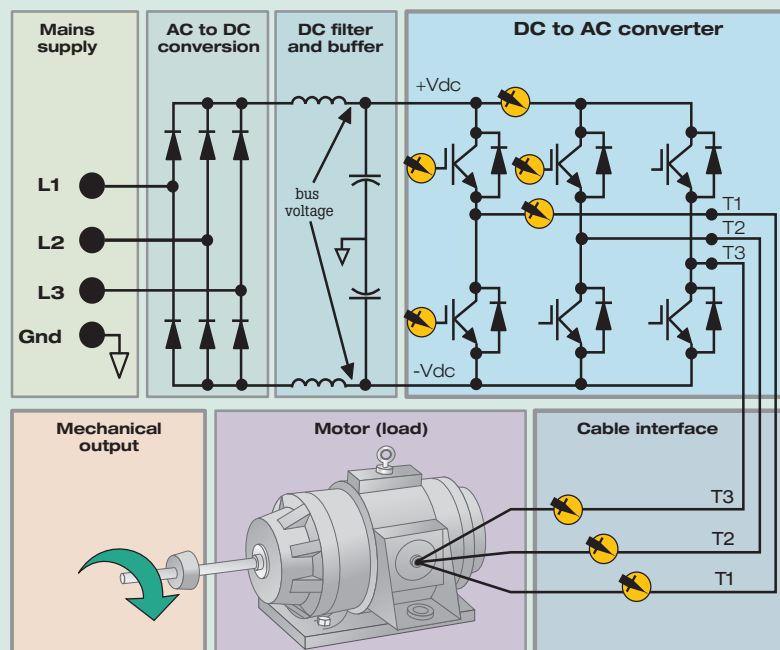 Mains
supply
AC to DC
conversion
DC filter
and buffer
DC to AC converter
+Vdc
L1
L2
L3
Gnd
bus
voltage
T1
T2
T3
-Vdc
Mechanical
output
Motor (load)
Cable interface
T3
T2
T1